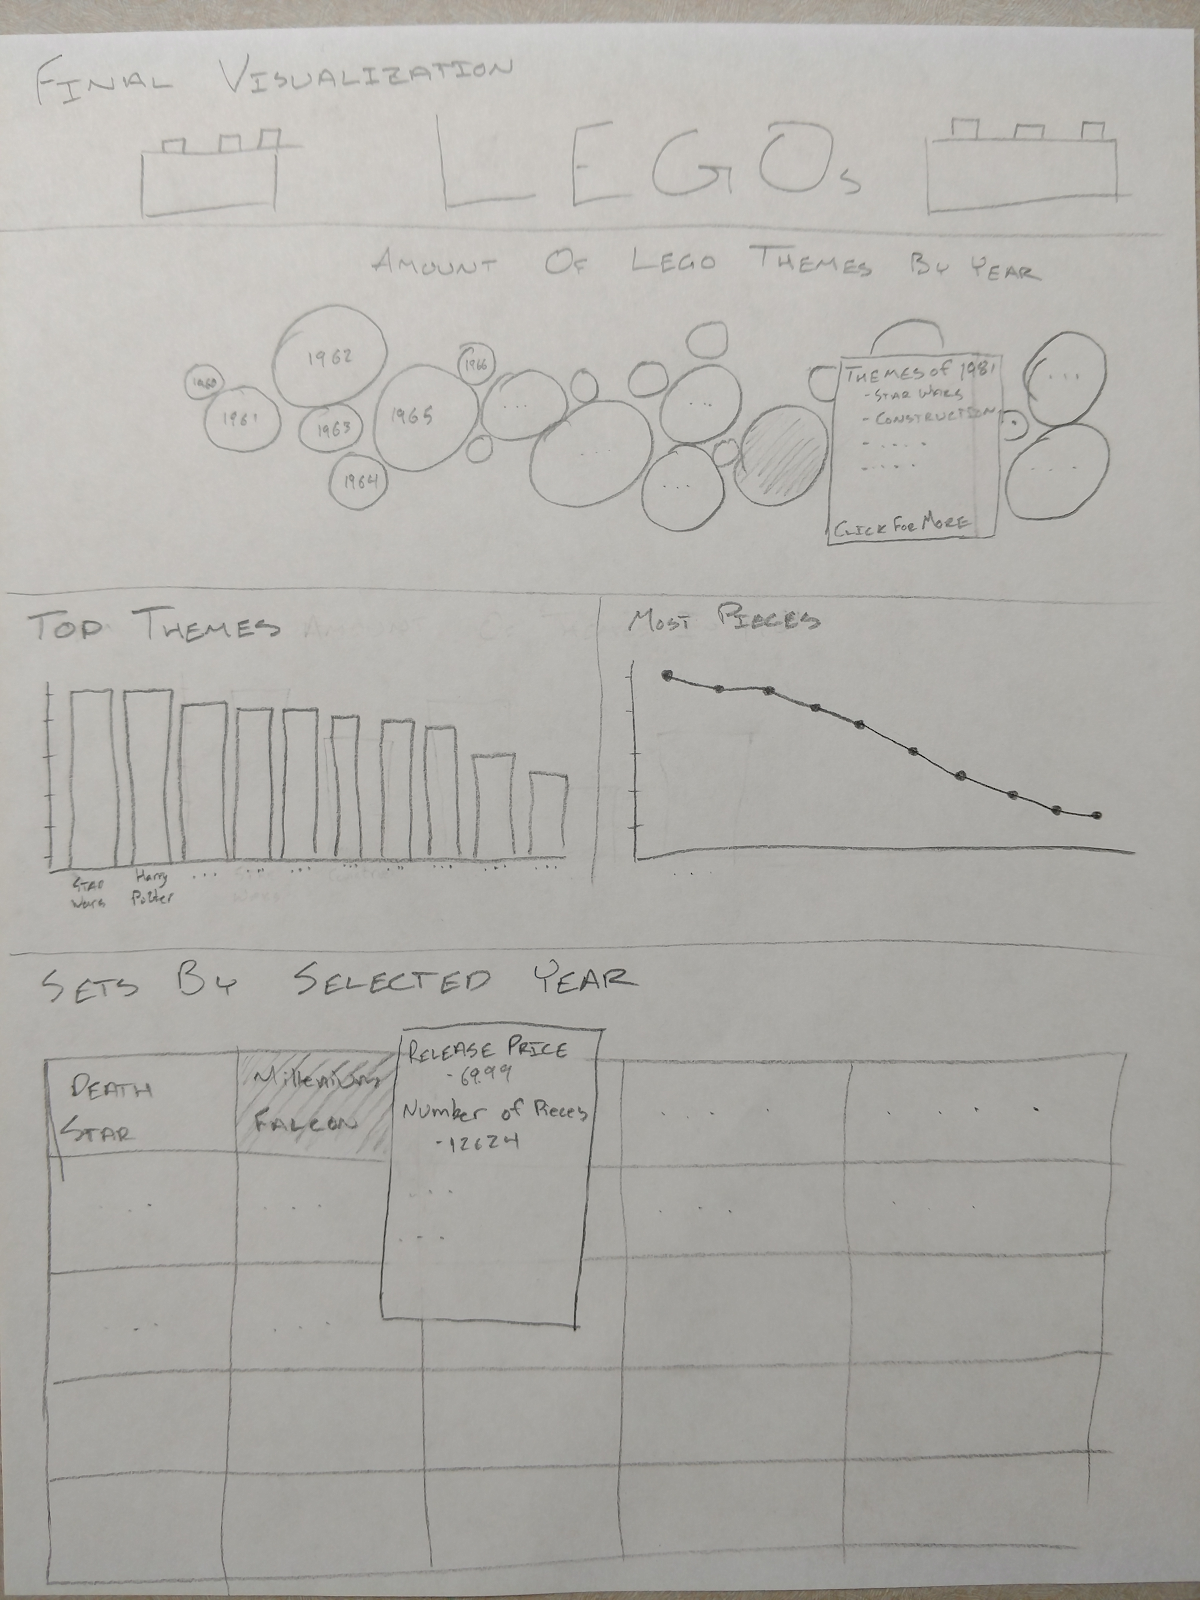 FINAL VISUALIZATION
LEGOs
AMOUNT OF LEGO THEMES BY YEAR
1960
1961
1962
1963
1964
1965
1966
...
...
...
...
THEMES of 1981
- STAR WARS
- CONSTRUCTION
- ....
- ....
CLICK FOR MORE
...
...
TOP THEMES
STAR
Wars
Harry
Potter
... ... ... ... ... ... ... ...
MOST PIECES
...
SETS BY SELECTED YEAR
DEATH
STAR
Millenium
FALCON
RELEASE PRICE
- 69.99
Number of Pieces
- 12624
...
...
.... ....
... ... ... ...
... ...